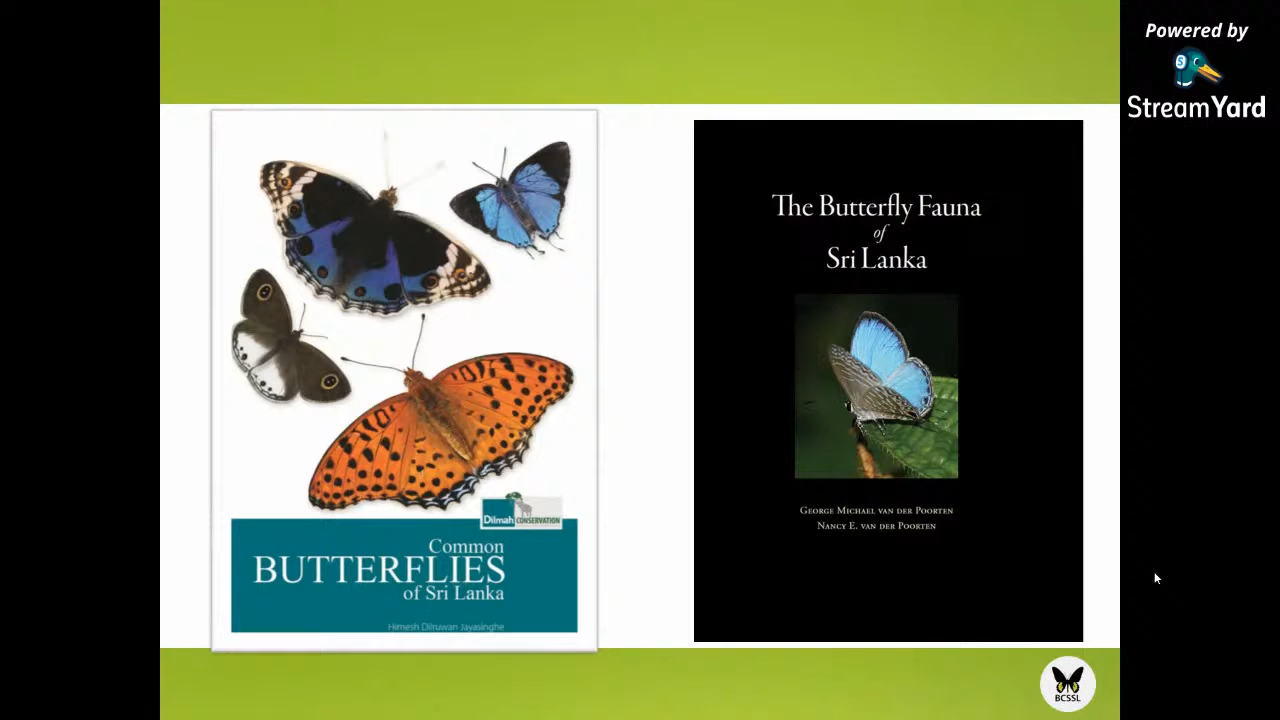 Powered by
StreamYard
Dilmah CONSERVATION
Common
BUTTERFLIES
of Sri Lanka
Himesh Dilruwan Jayasinghe
The Butterfly Fauna
of
Sri Lanka
GEORGE MICHAEL VAN DER POORTEN
NANCY E. VAN DER POORTEN
BCSSL